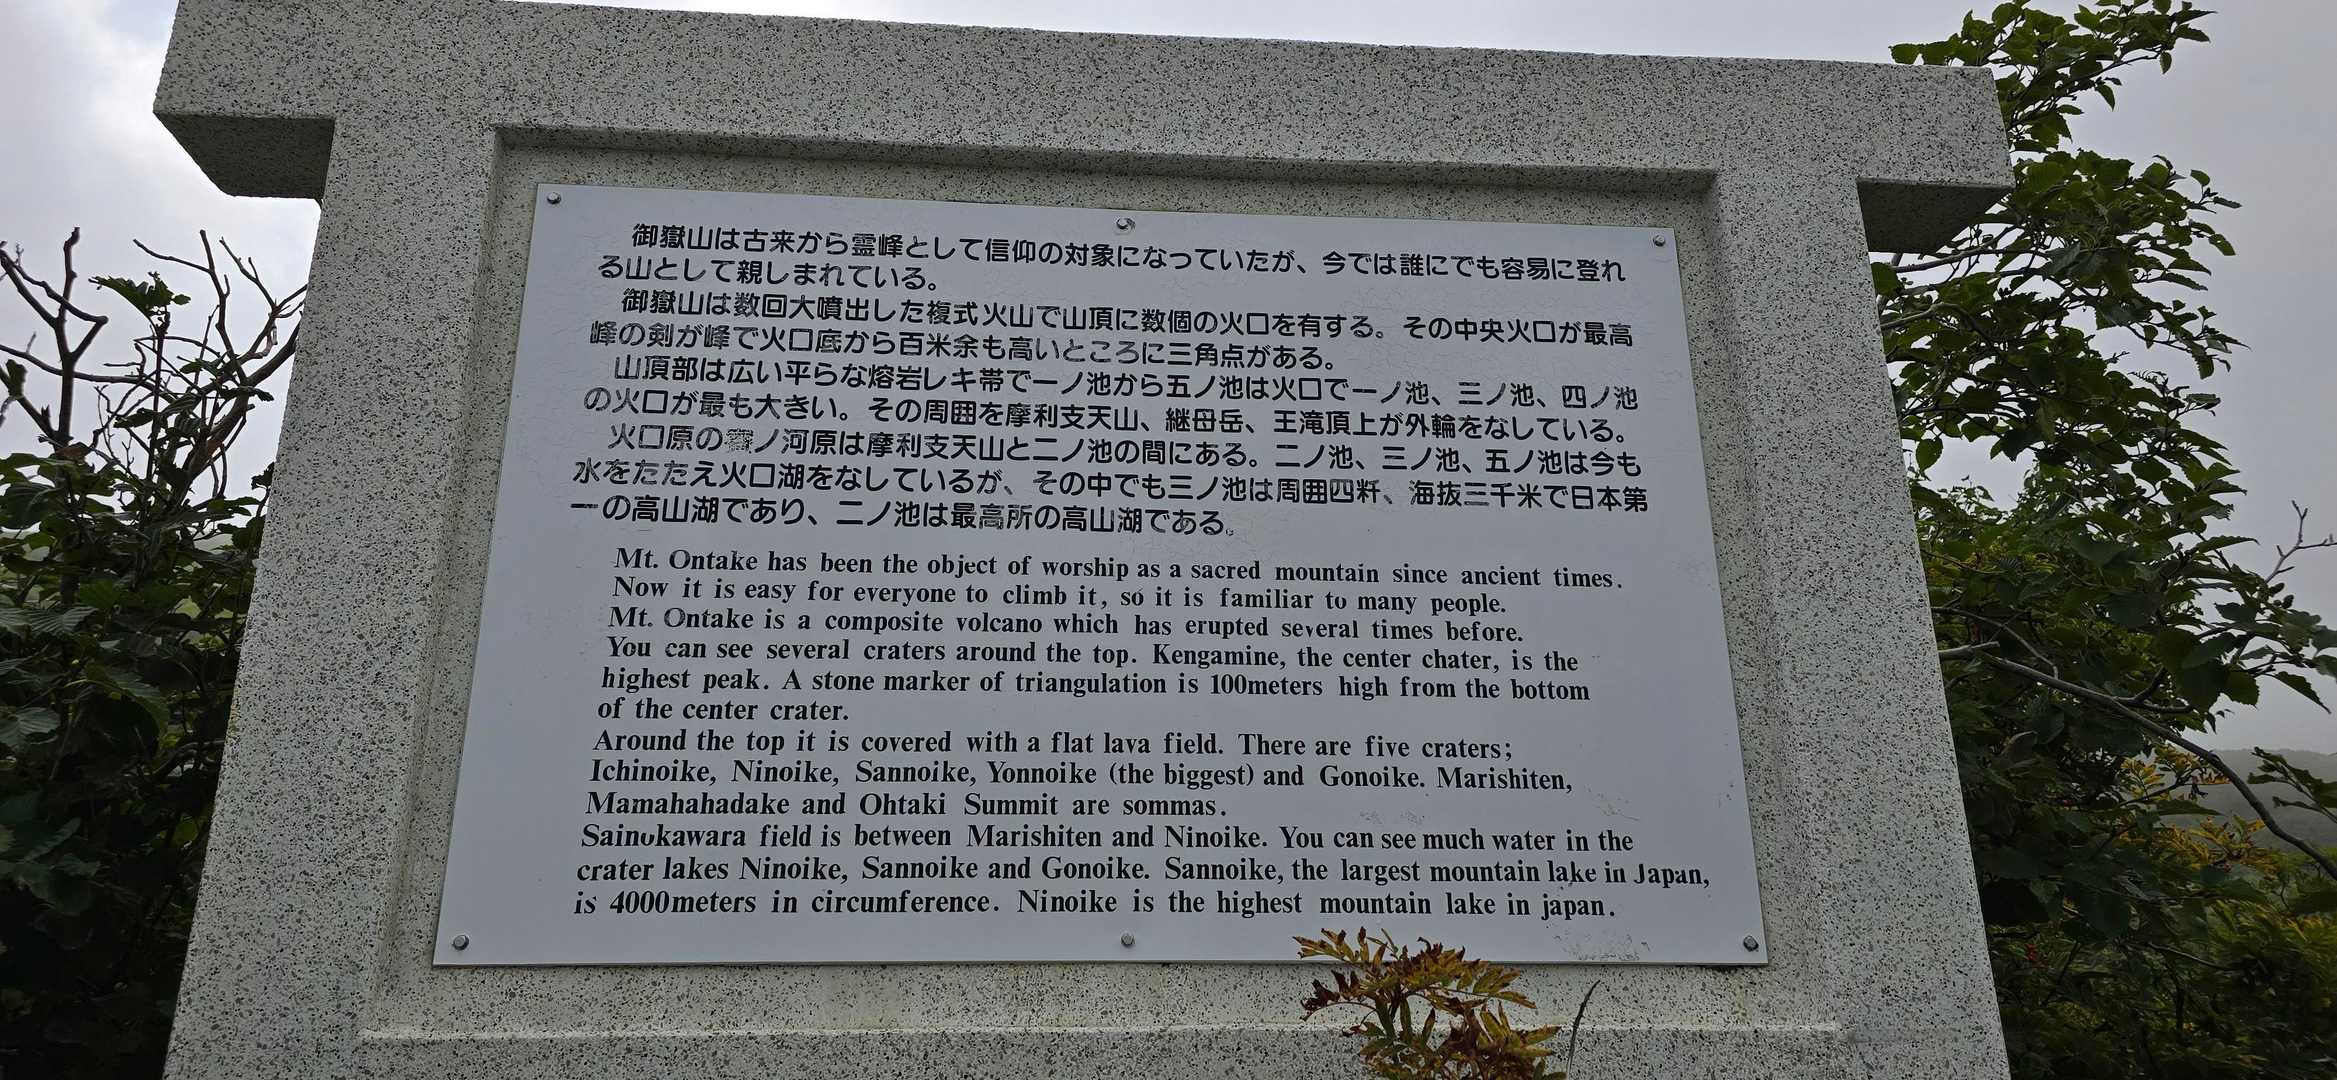 御嶽山は古来から霊峰として信仰の対象になっていたが、今では誰にでも容易に登れ
る山として親しまれている。
御嶽山は数回大噴出した複式火山で山頂に数個の火口を有する。その中央火口が最高
峰の剣が峰で火口底から百米余も高いところに三角点がある。
山頂部は広い平らな熔岩レキ帯で一ノ池から五ノ池は火口で一ノ池、三ノ池、四ノ池
の火口が最も大きい。その周囲を摩利支天山、継母岳、王滝頂上が外輪をなしている。
火口原の賽ノ河原は摩利支天山と二ノ池の間にある。二ノ池、三ノ池、五ノ池は今も
水をたたえ火口湖をなしているが、その中でも三ノ池は周囲四粁、海抜三千米で日本第
一の高山湖であり、二ノ池は最高所の高山湖である。
Mt. Ontake has been the object of worship as a sacred mountain since ancient times.
Now it is easy for everyone to climb it, so it is familiar to many people.
Mt. Ontake is a composite volcano which has erupted several times before.
You can see several craters around the top. Kengamine, the center chater, is the
highest peak. A stone marker of triangulation is 100meters high from the bottom
of the center crater.
Around the top it is covered with a flat lava field. There are five craters;
Ichinoike, Ninoike, Sannoike, Yonnoike (the biggest) and Gonoike. Marishiten,
Mamahahadake and Ohtaki Summit are sommas.
Sainokawara field is between Marishiten and Ninoike. You can see much water in the
crater lakes Ninoike, Sannoike and Gonoike. Sannoike, the largest mountain lake in Japan,
is 4000meters in circumference. Ninoike is the highest mountain lake in japan.